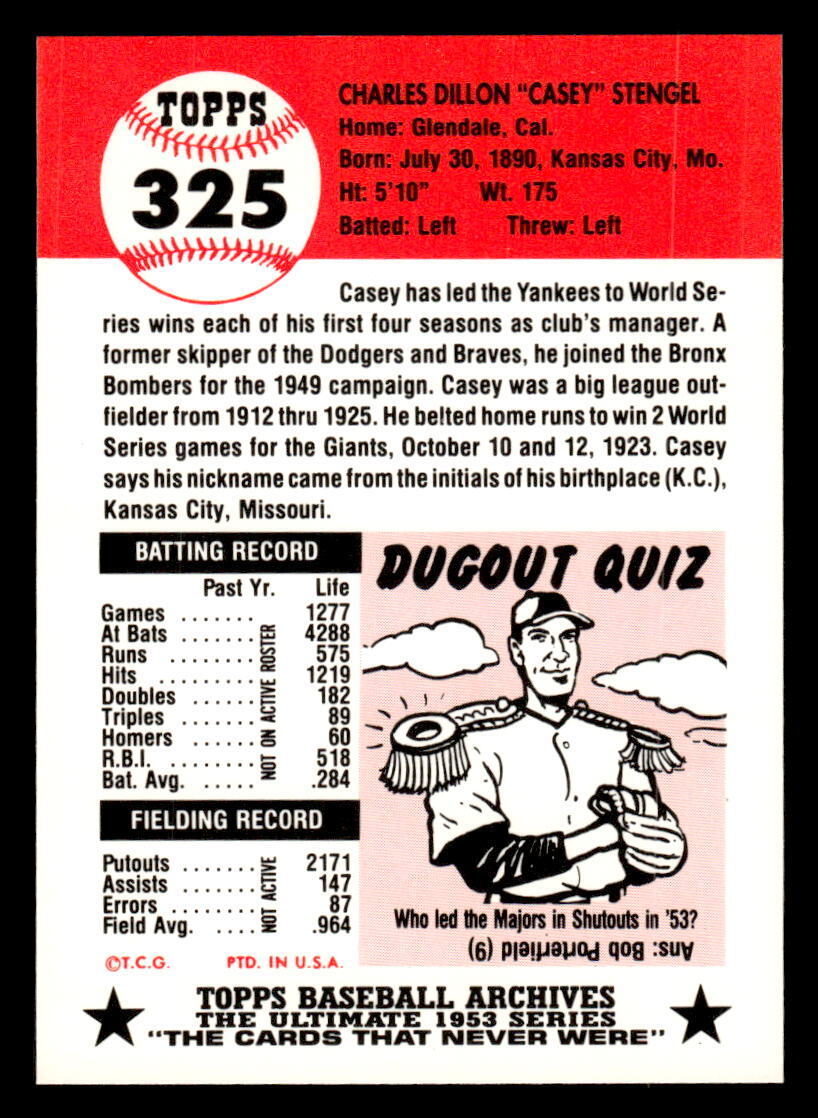 TOPPS
325
CHARLES DILLON "CASEY" STENGEL
Home: Glendale, Cal.
Born: July 30, 1890, Kansas City, Mo.
Ht: 5'10" Wt. 175
Batted: Left Threw: Left
Casey has led the Yankees to World Se-
ries wins each of his first four seasons as club's manager. A
former skipper of the Dodgers and Braves, he joined the Bronx
Bombers for the 1949 campaign. Casey was a big league out-
fielder from 1912 thru 1925. He belted home runs to win 2 World
Series games for the Giants, October 10 and 12, 1923. Casey
says his nickname came from the initials of his birthplace (K.C.),
Kansas City, Missouri.
BATTING RECORD
Past Yr. Life
Games ....... 1277
At Bats ....... 4288
Runs ........ 575
Hits ......... 1219
Doubles ...... 182
Triples ....... 89
Homers ...... 60
R.B.I. ........ 518
Bat. Avg. ..... .284
NOT ON ACTIVE ROSTER
FIELDING RECORD
Putouts ....... 2171
Assists ....... 147
Errors ........ 87
Field Avg. .... .964
NOT ACTIVE
DUGOUT QUIZ
Who led the Majors in Shutouts in '53?
Ans: Bob Porterfield (9)
©T.C.G. PTD. IN U.S.A.
TOPPS BASEBALL ARCHIVES
THE ULTIMATE 1953 SERIES
"THE CARDS THAT NEVER WERE"